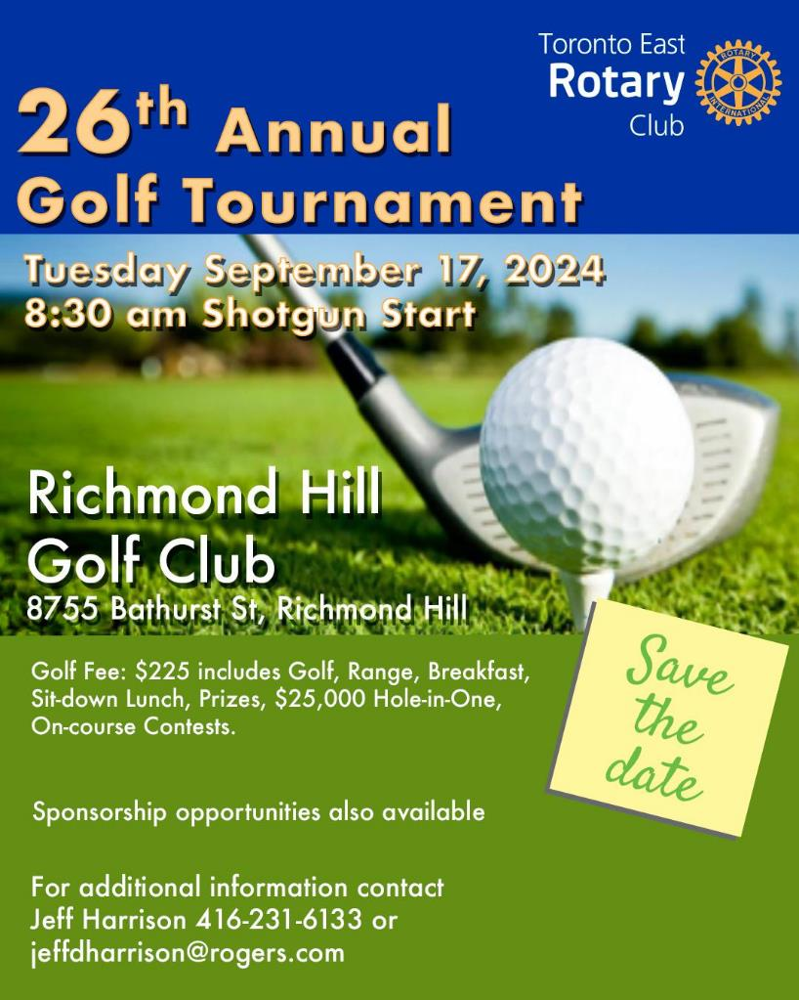 Toronto East
Rotary
Club
ROTARY
INTERNATIONAL
26th Annual
Golf Tournament
Tuesday September 17, 2024
8:30 am Shotgun Start
Richmond Hill
Golf Club
8755 Bathurst St, Richmond Hill
Golf Fee: $225 includes Golf, Range, Breakfast,
Sit-down Lunch, Prizes, $25,000 Hole-in-One,
On-course Contests.
Save
the
date
Sponsorship opportunities also available
For additional information contact
Jeff Harrison 416-231-6133 or
jeffdharrison@rogers.com